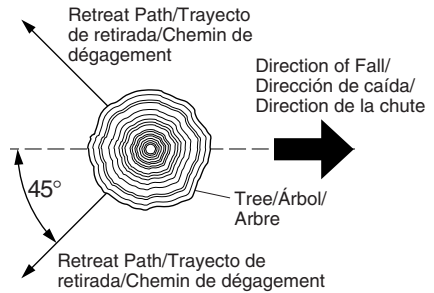 Retreat Path/Trayecto
de retirada/Chemin de
dégagement
Direction of Fall/
Dirección de caída/
Direction de la chute
45°
Tree/Árbol/
Arbre
Retreat Path/Trayecto de
retirada/Chemin de dégagement